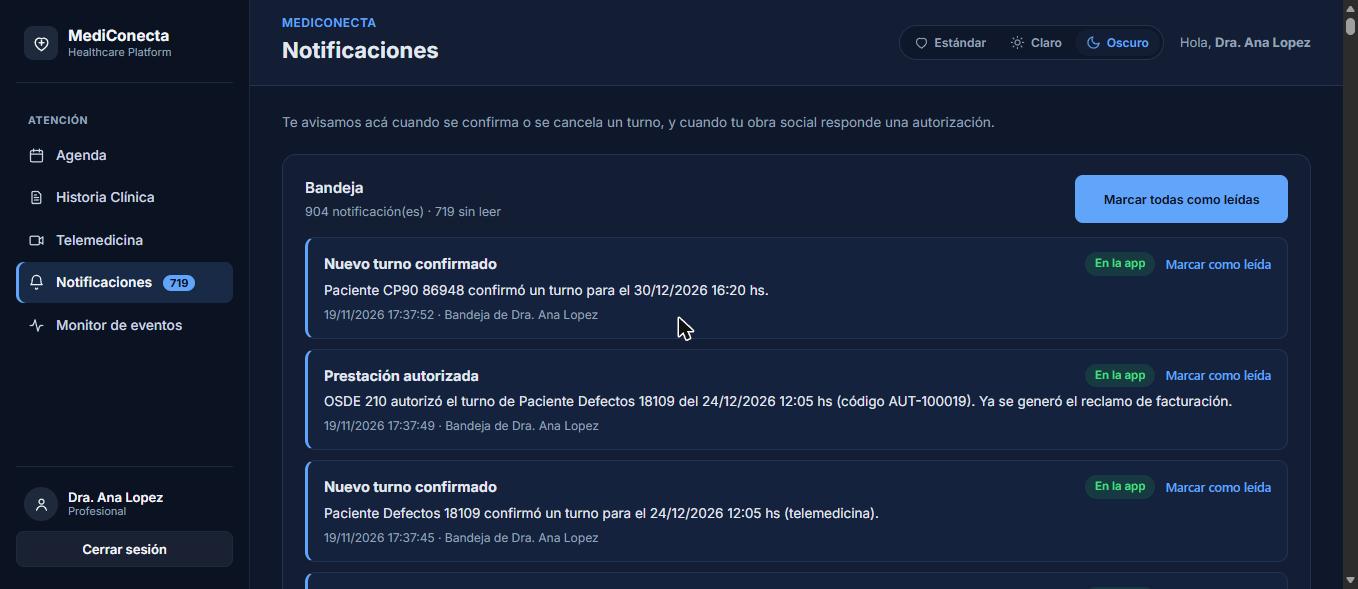 MediConecta
Healthcare Platform
ATENCIÓN
Agenda
Historia Clínica
Telemedicina
Notificaciones 719
Monitor de eventos
Dra. Ana Lopez
Profesional
Cerrar sesión
MEDICONECTA
Notificaciones
Estándar Claro Oscuro Hola, Dra. Ana Lopez
Te avisamos acá cuando se confirma o se cancela un turno, y cuando tu obra social responde una autorización.
Bandeja
904 notificación(es) · 719 sin leer
Marcar todas como leídas
Nuevo turno confirmado En la app Marcar como leída
Paciente CP90 86948 confirmó un turno para el 30/12/2026 16:20 hs.
19/11/2026 17:37:52 · Bandeja de Dra. Ana Lopez
Prestación autorizada En la app Marcar como leída
OSDE 210 autorizó el turno de Paciente Defectos 18109 del 24/12/2026 12:05 hs (código AUT-100019). Ya se generó el reclamo de facturación.
19/11/2026 17:37:49 · Bandeja de Dra. Ana Lopez
Nuevo turno confirmado En la app Marcar como leída
Paciente Defectos 18109 confirmó un turno para el 24/12/2026 12:05 hs (telemedicina).
19/11/2026 17:37:45 · Bandeja de Dra. Ana Lopez